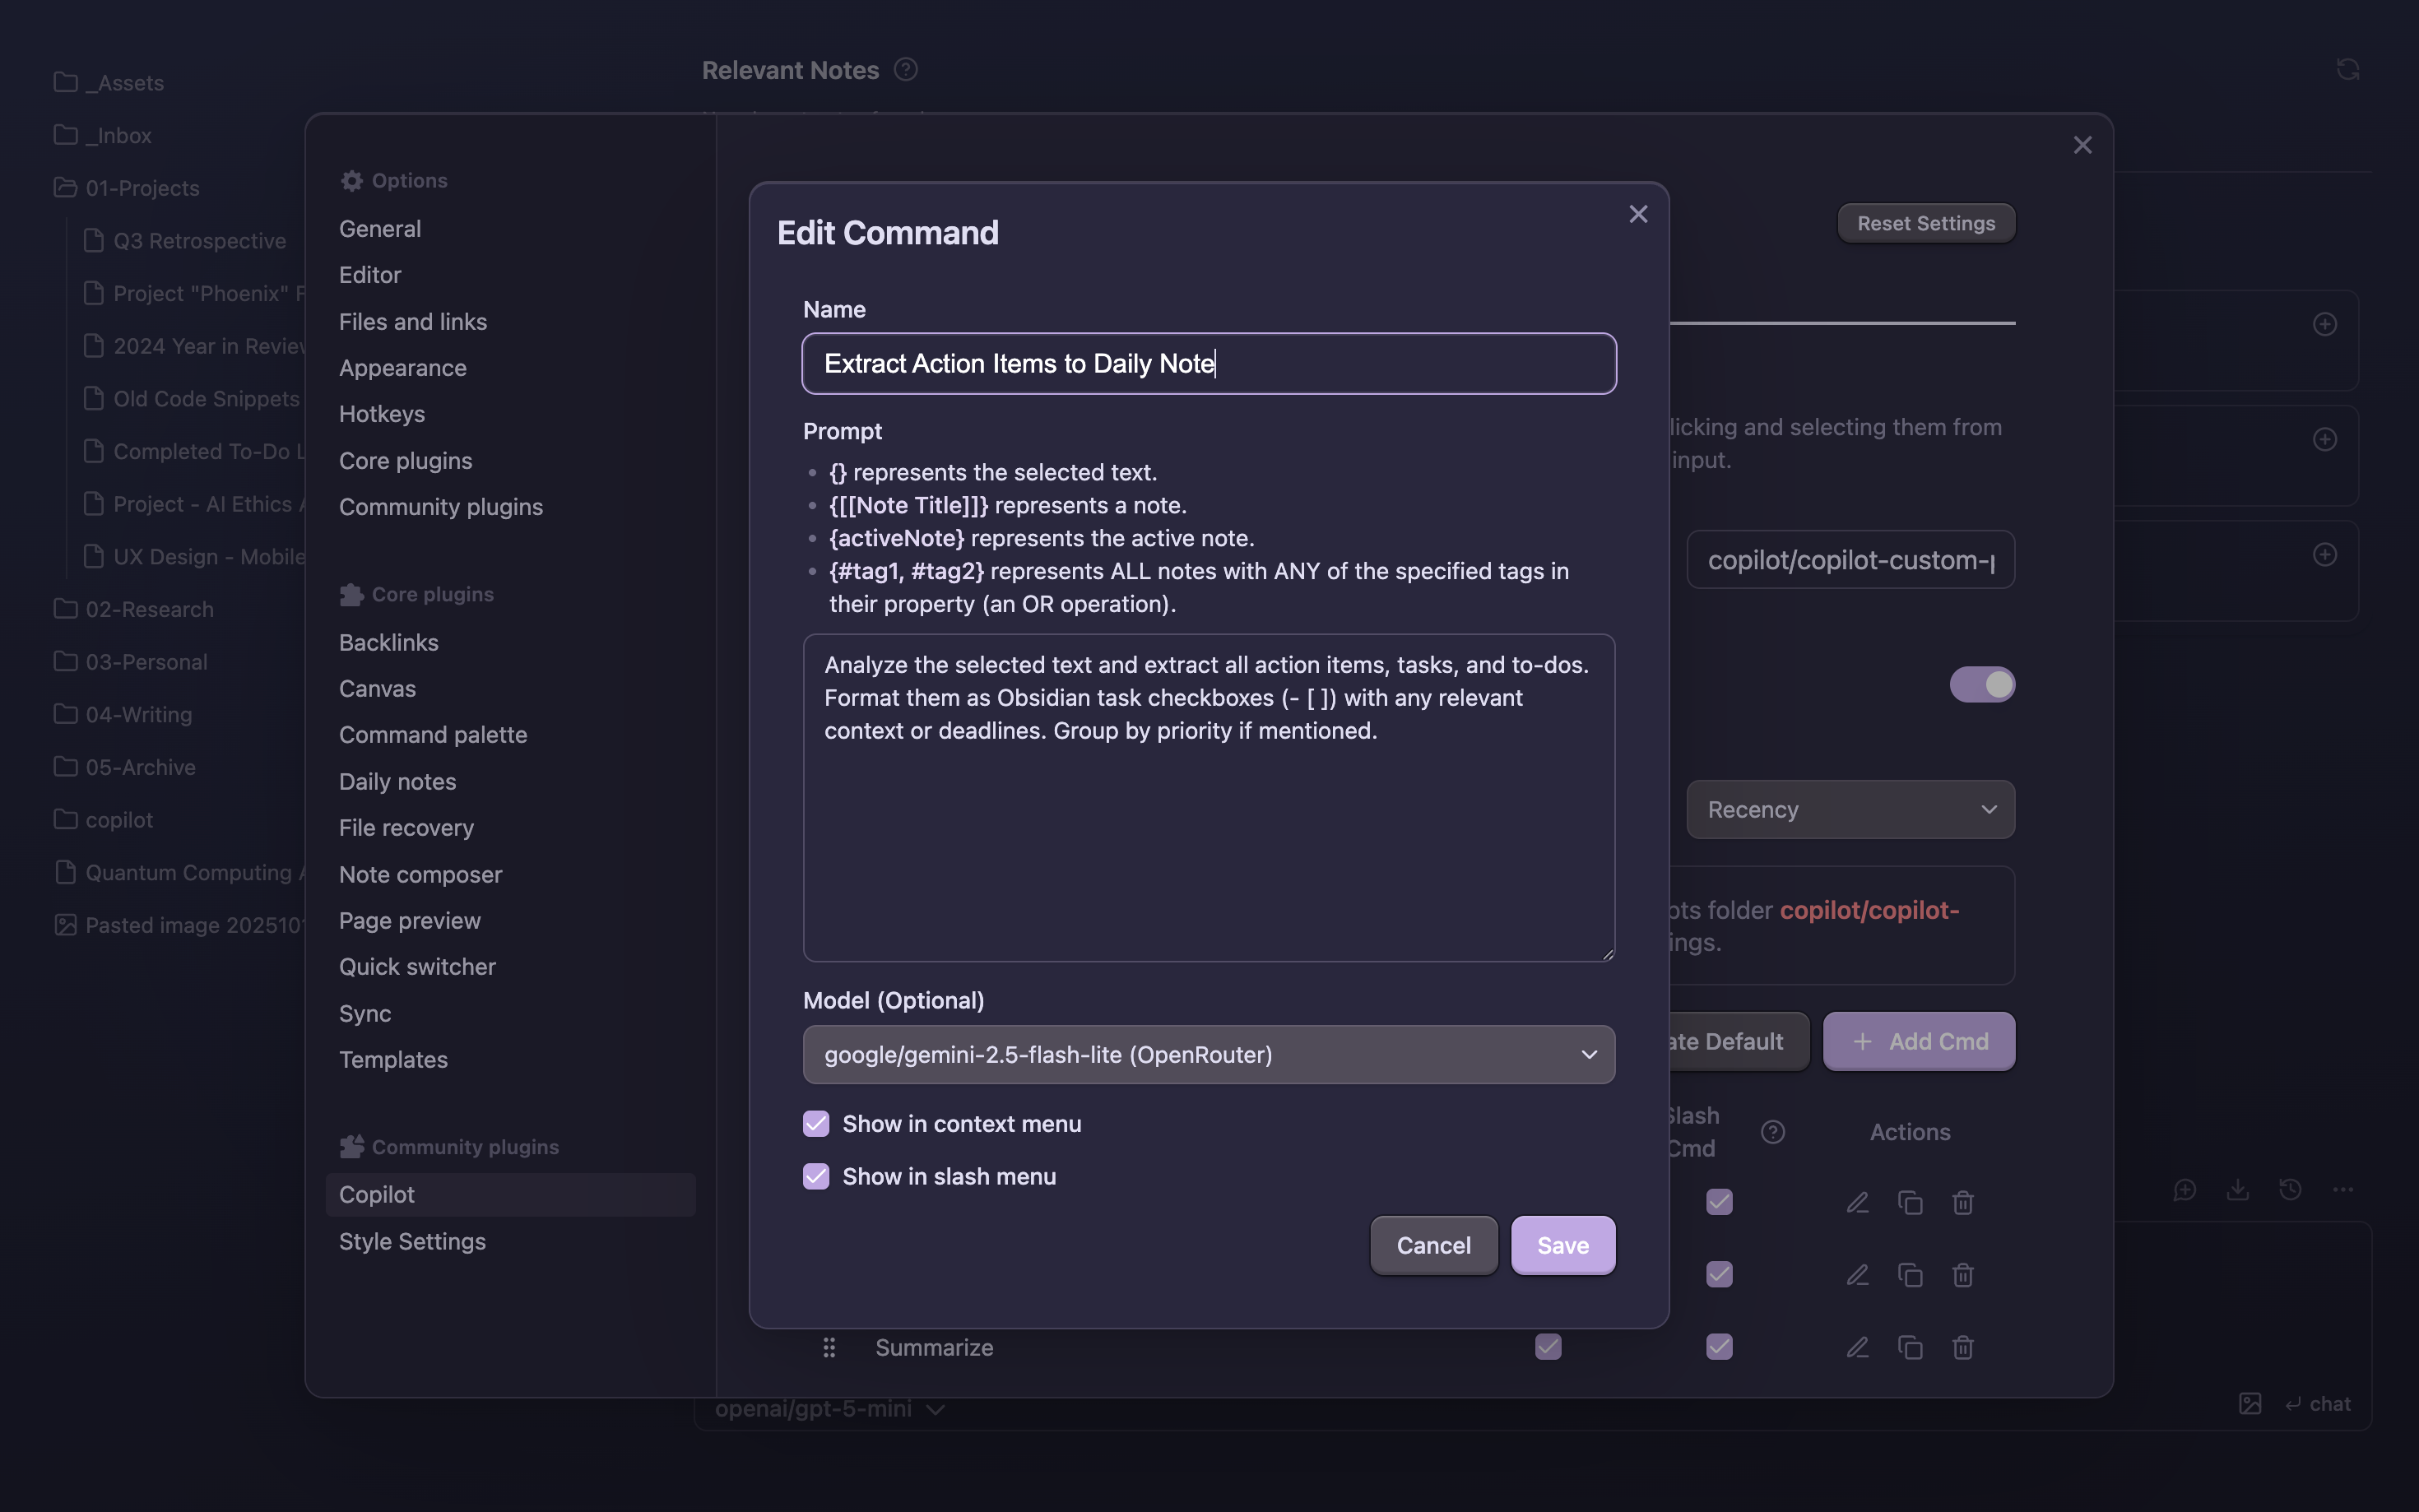 _Assets
_Inbox
01-Projects
Q3 Retrospective
Project "Phoenix"
2024 Year in
Old Code Snippets
Completed To-Do
Project - AI Ethics
UX Design - Mobile
02-Research
03-Personal
04-Writing
05-Archive
copilot
Quantum Computing
Pasted image
Relevant Notes
Options
General
Editor
Files and links
Appearance
Hotkeys
Core plugins
Community plugins
Core plugins
Backlinks
Canvas
Command palette
Daily notes
File recovery
Note composer
Page preview
Quick switcher
Sync
Templates
Community plugins
Copilot
Style Settings
Edit Command
Name
Extract Action Items to Daily Note
Prompt
{} represents the selected text.
{[[Note Title]]} represents a note.
{activeNote} represents the active note.
{#tag1, #tag2} represents ALL notes with ANY of the specified tags in
their property (an OR operation).
Analyze the selected text and extract all action items, tasks, and to-dos.
Format them as Obsidian task checkboxes (- [ ]) with any relevant
context or deadlines. Group by priority if mentioned.
Model (Optional)
google/gemini-2.5-flash-lite (OpenRouter)
Show in context menu
Show in slash menu
Cancel
Save
Reset Settings
and selecting them from
input.
copilot/copilot-custom-
Recency
folder copilot/copilot-
Default
+ Add Cmd
Slash
Cmd
Actions
Summarize
openai/gpt-5-mini
chat